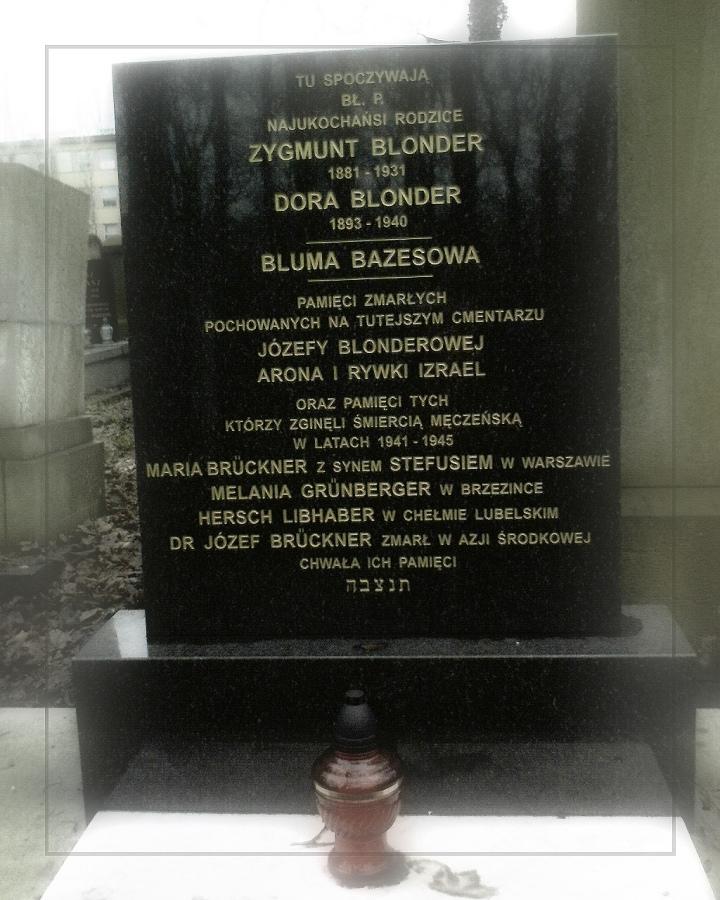 TU SPOCZYWAJĄ
BŁ. P.
NAJUKOCHAŃSI RODZICE
ZYGMUNT BLONDER
1881 - 1931
DORA BLONDER
1893 - 1940
BLUMA BAZESOWA
PAMIĘCI ZMARŁYCH
POCHOWANYCH NA TUTEJSZYM CMENTARZU
JÓZEFY BLONDEROWEJ
ARONA I RYWKI IZRAEL
ORAZ PAMIĘCI TYCH
KTÓRZY ZGINĘLI ŚMIERCIĄ MĘCZEŃSKĄ
W LATACH 1941 - 1945
MARIA BRÜCKNER Z SYNEM STEFUSIEM W WARSZAWIE
MELANIA GRÜNBERGER W BRZEZINCE
HERSCH LIBHABER W CHEŁMIE LUBELSKIM
DR JÓZEF BRÜCKNER ZMARŁ W AZJI ŚRODKOWEJ
CHWAŁA ICH PAMIĘCI
תנצבה